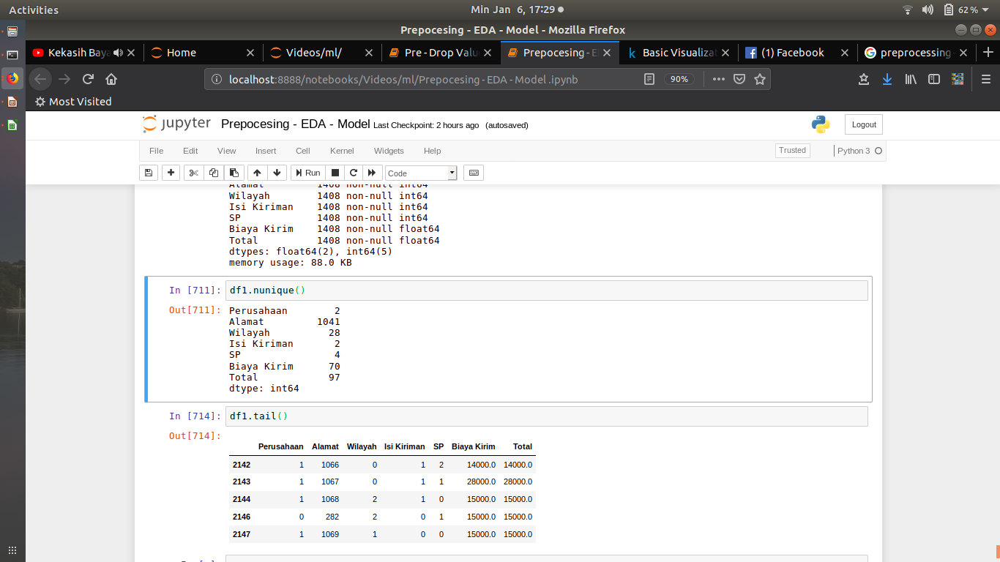 Activities
Min Jan 6, 17:29
62%
Prepocesing - EDA - Model - Mozilla Firefox
Kekasih Baya
Home
Videos/ml/
Pre - Drop Valu
Prepocesing - E
Basic Visualiza
(1) Facebook
preprocessing
localhost:8888/notebooks/Videos/ml/Prepocesing - EDA - Model .ipynb
90%
Most Visited
jupyter Prepocesing - EDA - Model Last Checkpoint: 2 hours ago (autosaved)
Logout
File Edit View Insert Cell Kernel Widgets Help
Trusted
Python 3
Run
Code
Alamat 1408 non-null int64
Wilayah 1408 non-null int64
Isi Kiriman 1408 non-null int64
SP 1408 non-null int64
Biaya Kirim 1408 non-null float64
Total 1408 non-null float64
dtypes: float64(2), int64(5)
memory usage: 88.0 KB
In [711]: df1.nunique()
Out[711]: Perusahaan 2
Alamat 1041
Wilayah 28
Isi Kiriman 2
SP 4
Biaya Kirim 70
Total 97
dtype: int64
In [714]: df1.tail()
Out[714]:
Perusahaan Alamat Wilayah Isi Kiriman SP Biaya Kirim Total
2142 1 1066 0 1 2 14000.0 14000.0
2143 1 1067 0 1 1 28000.0 28000.0
2144 1 1068 2 1 0 15000.0 15000.0
2146 0 282 2 0 1 15000.0 15000.0
2147 1 1069 1 0 0 15000.0 15000.0